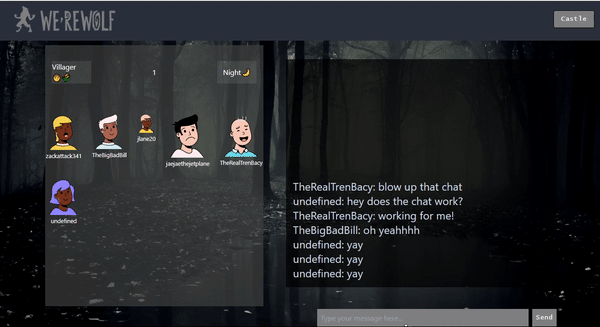 WE·REWOLF
Castle
Villager
1
Night
zackattack341
TheBigBadBill
jlane20
jaejaethejetplane
TheRealTrenBacy
undefined
TheRealTrenBacy: blow up that chat
undefined: hey does the chat work?
TheRealTrenBacy: working for me!
TheBigBadBill: oh yeahhhh
undefined: yay
undefined: yay
undefined: yay
Type your message here...
Send